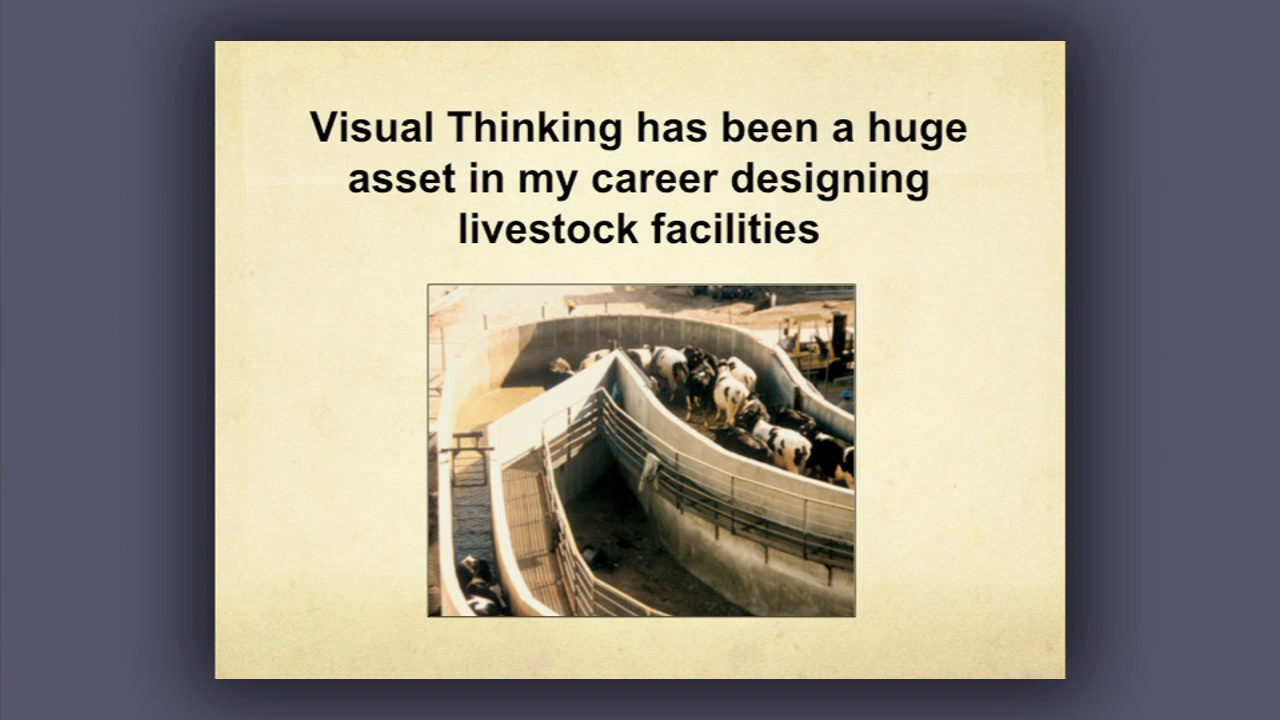 Visual Thinking has been a huge
asset in my career designing
livestock facilities